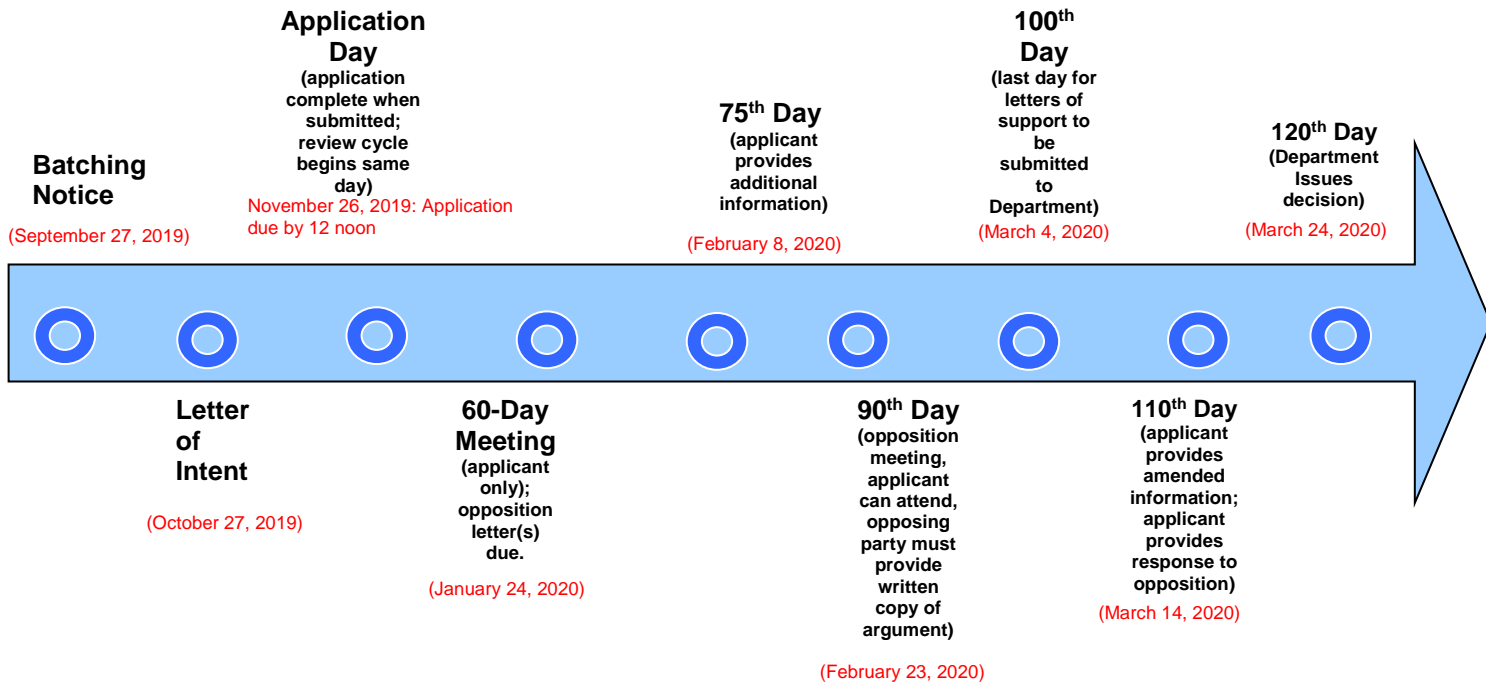 Batching
Notice
(September 27, 2019)
Letter
of
Intent
(October 27, 2019)
Application
Day
(application
complete when
submitted;
review cycle
begins same
day)
November 26, 2019: Application
due by 12 noon
60-Day
Meeting
(applicant
only);
opposition
letter(s)
due.
(January 24, 2020)
75th Day
(applicant
provides
additional
information)
(February 8, 2020)
90th Day
(opposition
meeting,
applicant
can attend,
opposing
party must
provide
written
copy of
argument)
(February 23, 2020)
100th
Day
(last day for
letters of
support to
be
submitted
to
Department)
(March 4, 2020)
110th Day
(applicant
provides
amended
information;
applicant
provides
response to
opposition)
(March 14, 2020)
120th Day
(Department
Issues
decision)
(March 24, 2020)